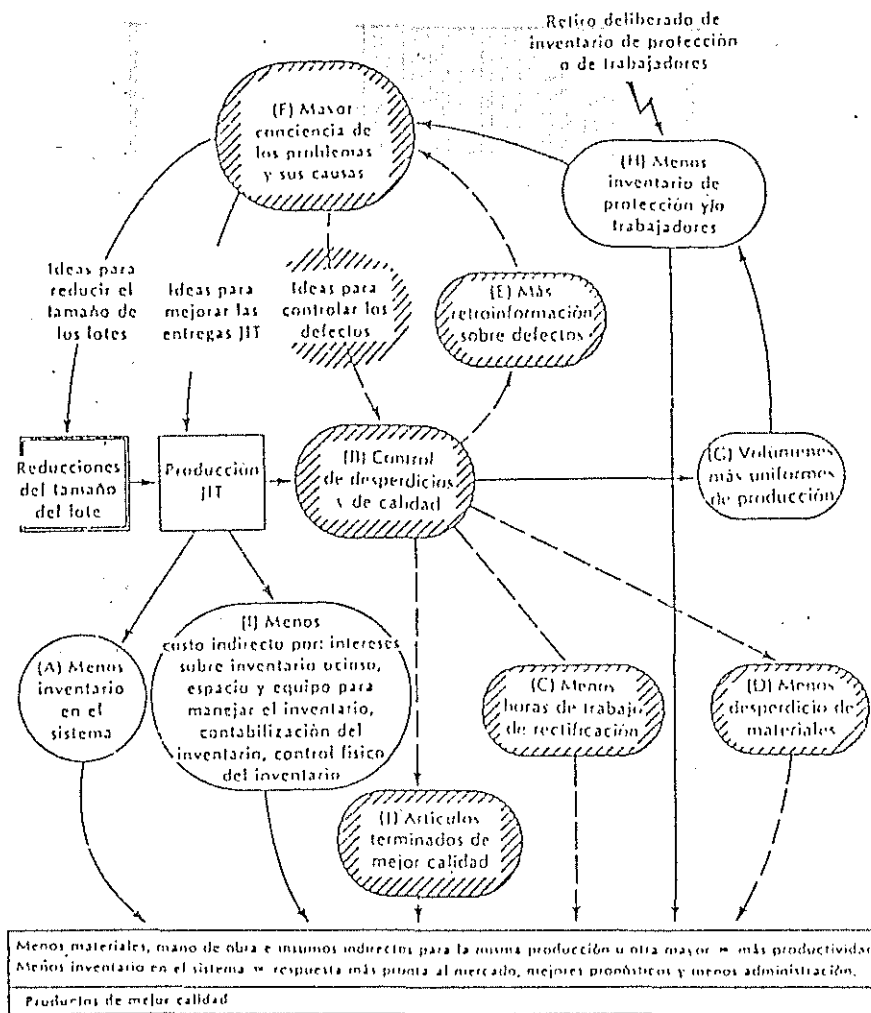 Retiro deliberado de
inventario de protección
o de trabajadores
(F) Mayor
conciencia de
los problemas
y sus causas
(H) Menos
inventario de
protección y/o
trabajadores
Ideas para
reducir el
tamaño de
los lotes
Ideas para
mejorar las
entregas JIT
Ideas para
controlar los
defectos
(E) Más
retroinformación
sobre defectos
Reducciones
del tamaño
del lote
Producción
JIT
(B) Control
de desperdicios
y de calidad
(G) Volúmenes
más uniformes
de producción
(A) Menos
inventario
en el
sistema
(I) Menos
costo indirecto por: intereses
sobre inventario ocioso,
espacio y equipo para
manejar el inventario,
contabilización del
inventario, control físico
del inventario
(C) Menos
horas de trabajo
de rectificación
(D) Menos
desperdicio de
materiales
(J) Artículos
terminados de
mejor calidad
Menos materiales, mano de obra e insumos indirectos para la misma producción u otra mayor = más productividad
Menos inventario en el sistema = respuesta más pronta al mercado, mejores pronósticos y menos administración.
Productos de mejor calidad